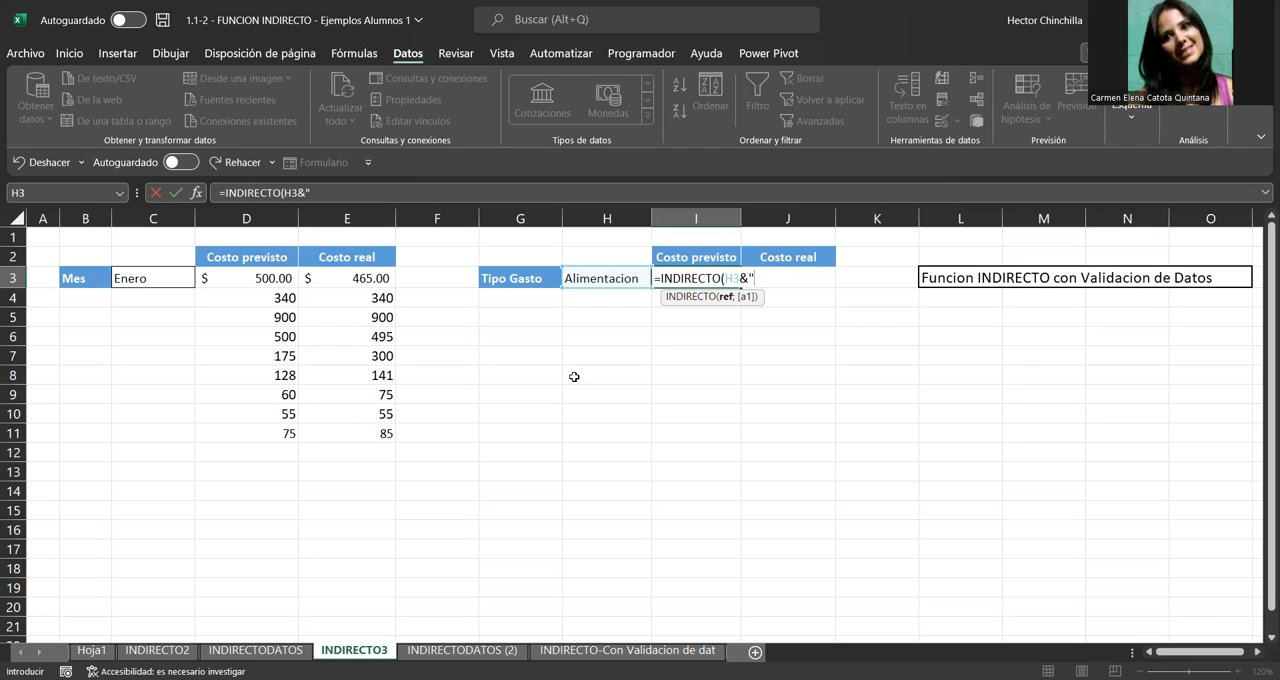 Autoguardado
1.1-2 - FUNCION INDIRECTO - Ejemplos Alumnos 1
Buscar (Alt+Q)
Hector Chinchilla
Carmen Elena Catota Quintana
Archivo Inicio Insertar Dibujar Disposición de página Fórmulas Datos Revisar Vista Automatizar Programador Ayuda Power Pivot
Obtener datos
De texto/CSV
De la web
De una tabla o rango
Desde una imagen
Fuentes recientes
Conexiones existentes
Obtener y transformar datos
Actualizar todo
Consultas y conexiones
Propiedades
Editar vínculos
Consultas y conexiones
Cotizaciones
Monedas
Tipos de datos
Ordenar
Filtro
Borrar
Volver a aplicar
Avanzadas
Ordenar y filtrar
Texto en columnas
Herramientas de datos
Análisis de hipótesis
Previsión
Análisis
Deshacer Autoguardado Rehacer Formulario
H3 fx =INDIRECTO(H3&"
A B C D E F G H I J K L M N O
1
2 Costo previsto Costo real Costo previsto Costo real
3 Mes Enero $ 500.00 $ 465.00 Tipo Gasto Alimentacion =INDIRECTO(H3&" Funcion INDIRECTO con Validacion de Datos
4 340 340 INDIRECTO(ref; [a1])
5 900 900
6 500 495
7 175 300
8 128 141
9 60 75
10 55 55
11 75 85
12
13
14
15
16
17
18
19
20
21
Hoja1 INDIRECTO2 INDIRECTODATOS INDIRECTO3 INDIRECTODATOS (2) INDIRECTO-Con Validacion de dat
Introducir Accesibilidad: es necesario investigar 120%